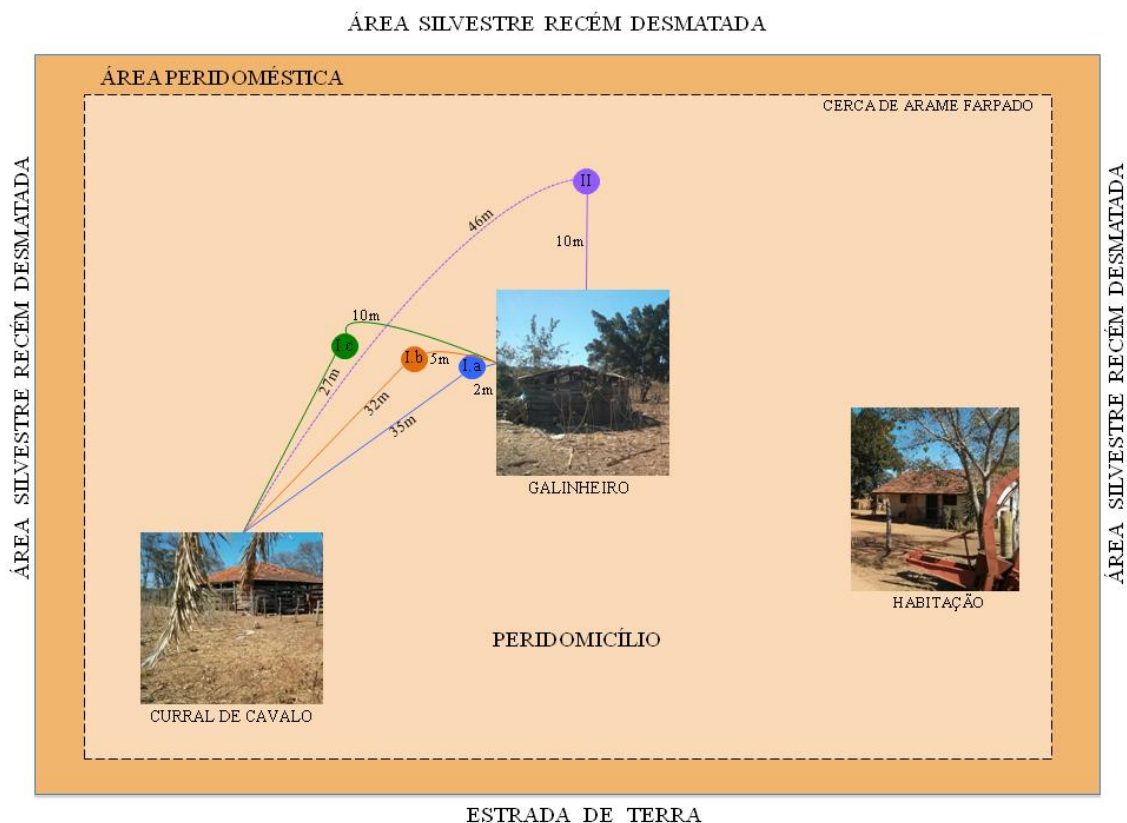 ÁREA SILVESTRE RECÉM DESMATADA
ÁREA PERIDOMÉSTICA
CERCA DE ARAME FARPADO
ÁREA SILVESTRE RECÉM DESMATADA
ÁREA SILVESTRE RECÉM DESMATADA
II
46m
10m
10m
I.c
I.b
5m
I.a
2m
27m
32m
35m
GALINHEIRO
HABITAÇÃO
PERIDOMICÍLIO
CURRAL DE CAVALO
ESTRADA DE TERRA